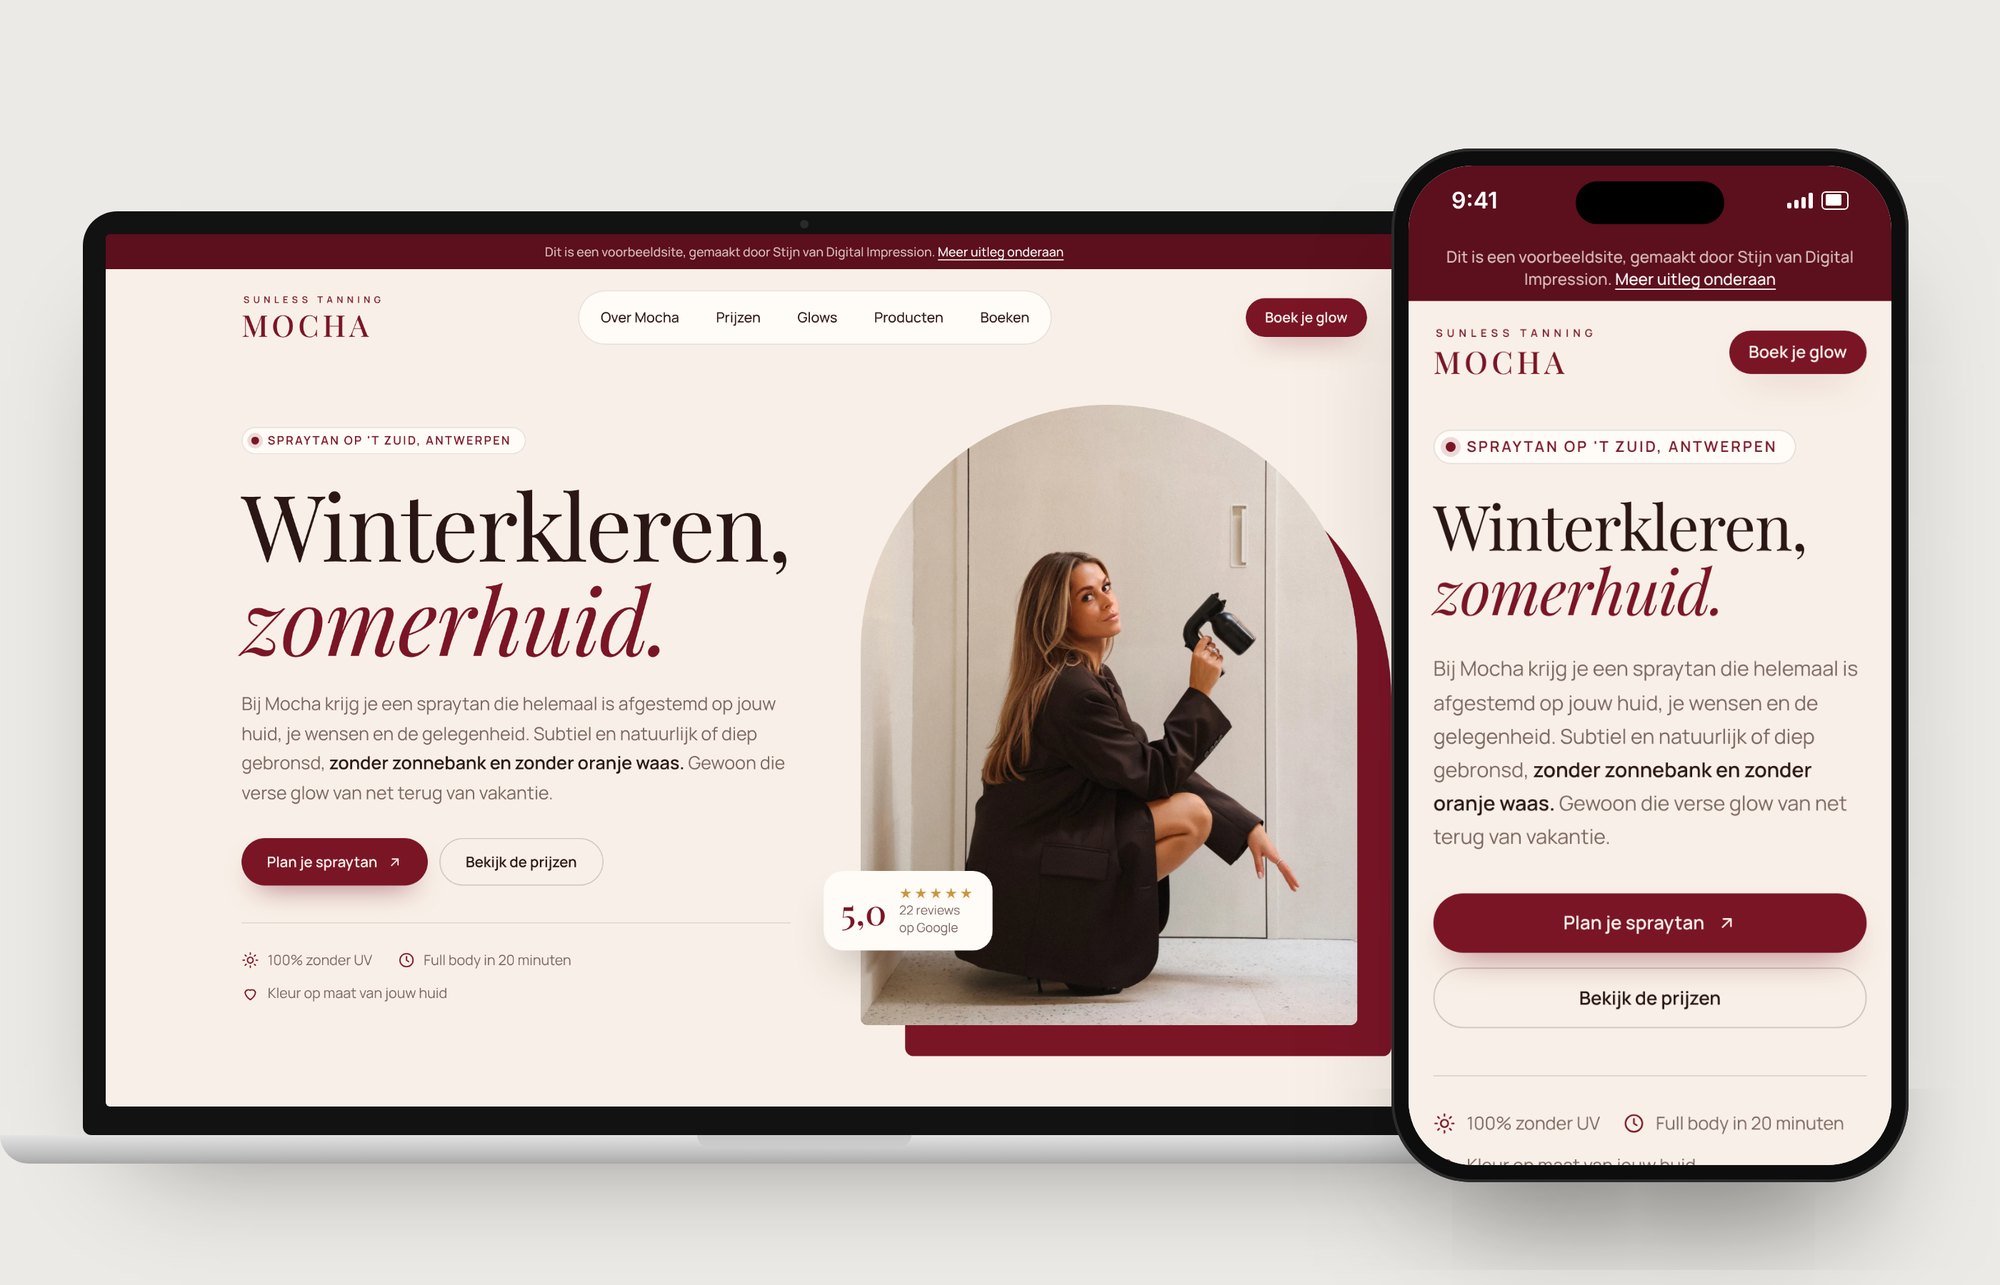 Dit is een voorbeeldsite, gemaakt door Stijn van Digital Impression. Meer uitleg onderaan
SUNLESS TANNING
MOCHA
Over Mocha Prijzen Glows Producten Boeken
Boek je glow
SPRAYTAN OP 'T ZUID, ANTWERPEN
Winterkleren,
zomerhuid.
Bij Mocha krijg je een spraytan die helemaal is afgestemd op jouw
huid, je wensen en de gelegenheid. Subtiel en natuurlijk of diep
gebronsd, zonder zonnebank en zonder oranje waas. Gewoon die
verse glow van net terug van vakantie.
Plan je spraytan
Bekijk de prijzen
100% zonder UV
Full body in 20 minuten
Kleur op maat van jouw huid
5,0
22 reviews
op Google
9:41
Dit is een voorbeeldsite, gemaakt door Stijn van Digital
Impression. Meer uitleg onderaan
SUNLESS TANNING
MOCHA
Boek je glow
SPRAYTAN OP 'T ZUID, ANTWERPEN
Winterkleren,
zomerhuid.
Bij Mocha krijg je een spraytan die helemaal is
afgestemd op jouw huid, je wensen en de
gelegenheid. Subtiel en natuurlijk of diep
gebronsd, zonder zonnebank en zonder
oranje waas. Gewoon die verse glow van net
terug van vakantie.
Plan je spraytan
Bekijk de prijzen
100% zonder UV
Full body in 20 minuten
Kleur op maat van jouw huid